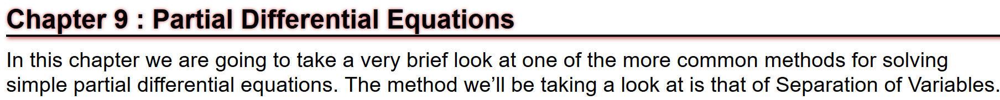 Chapter 9 : Partial Differential Equations
In this chapter we are going to take a very brief look at one of the more common methods for solving
simple partial differential equations. The method we’ll be taking a look at is that of Separation of Variables.